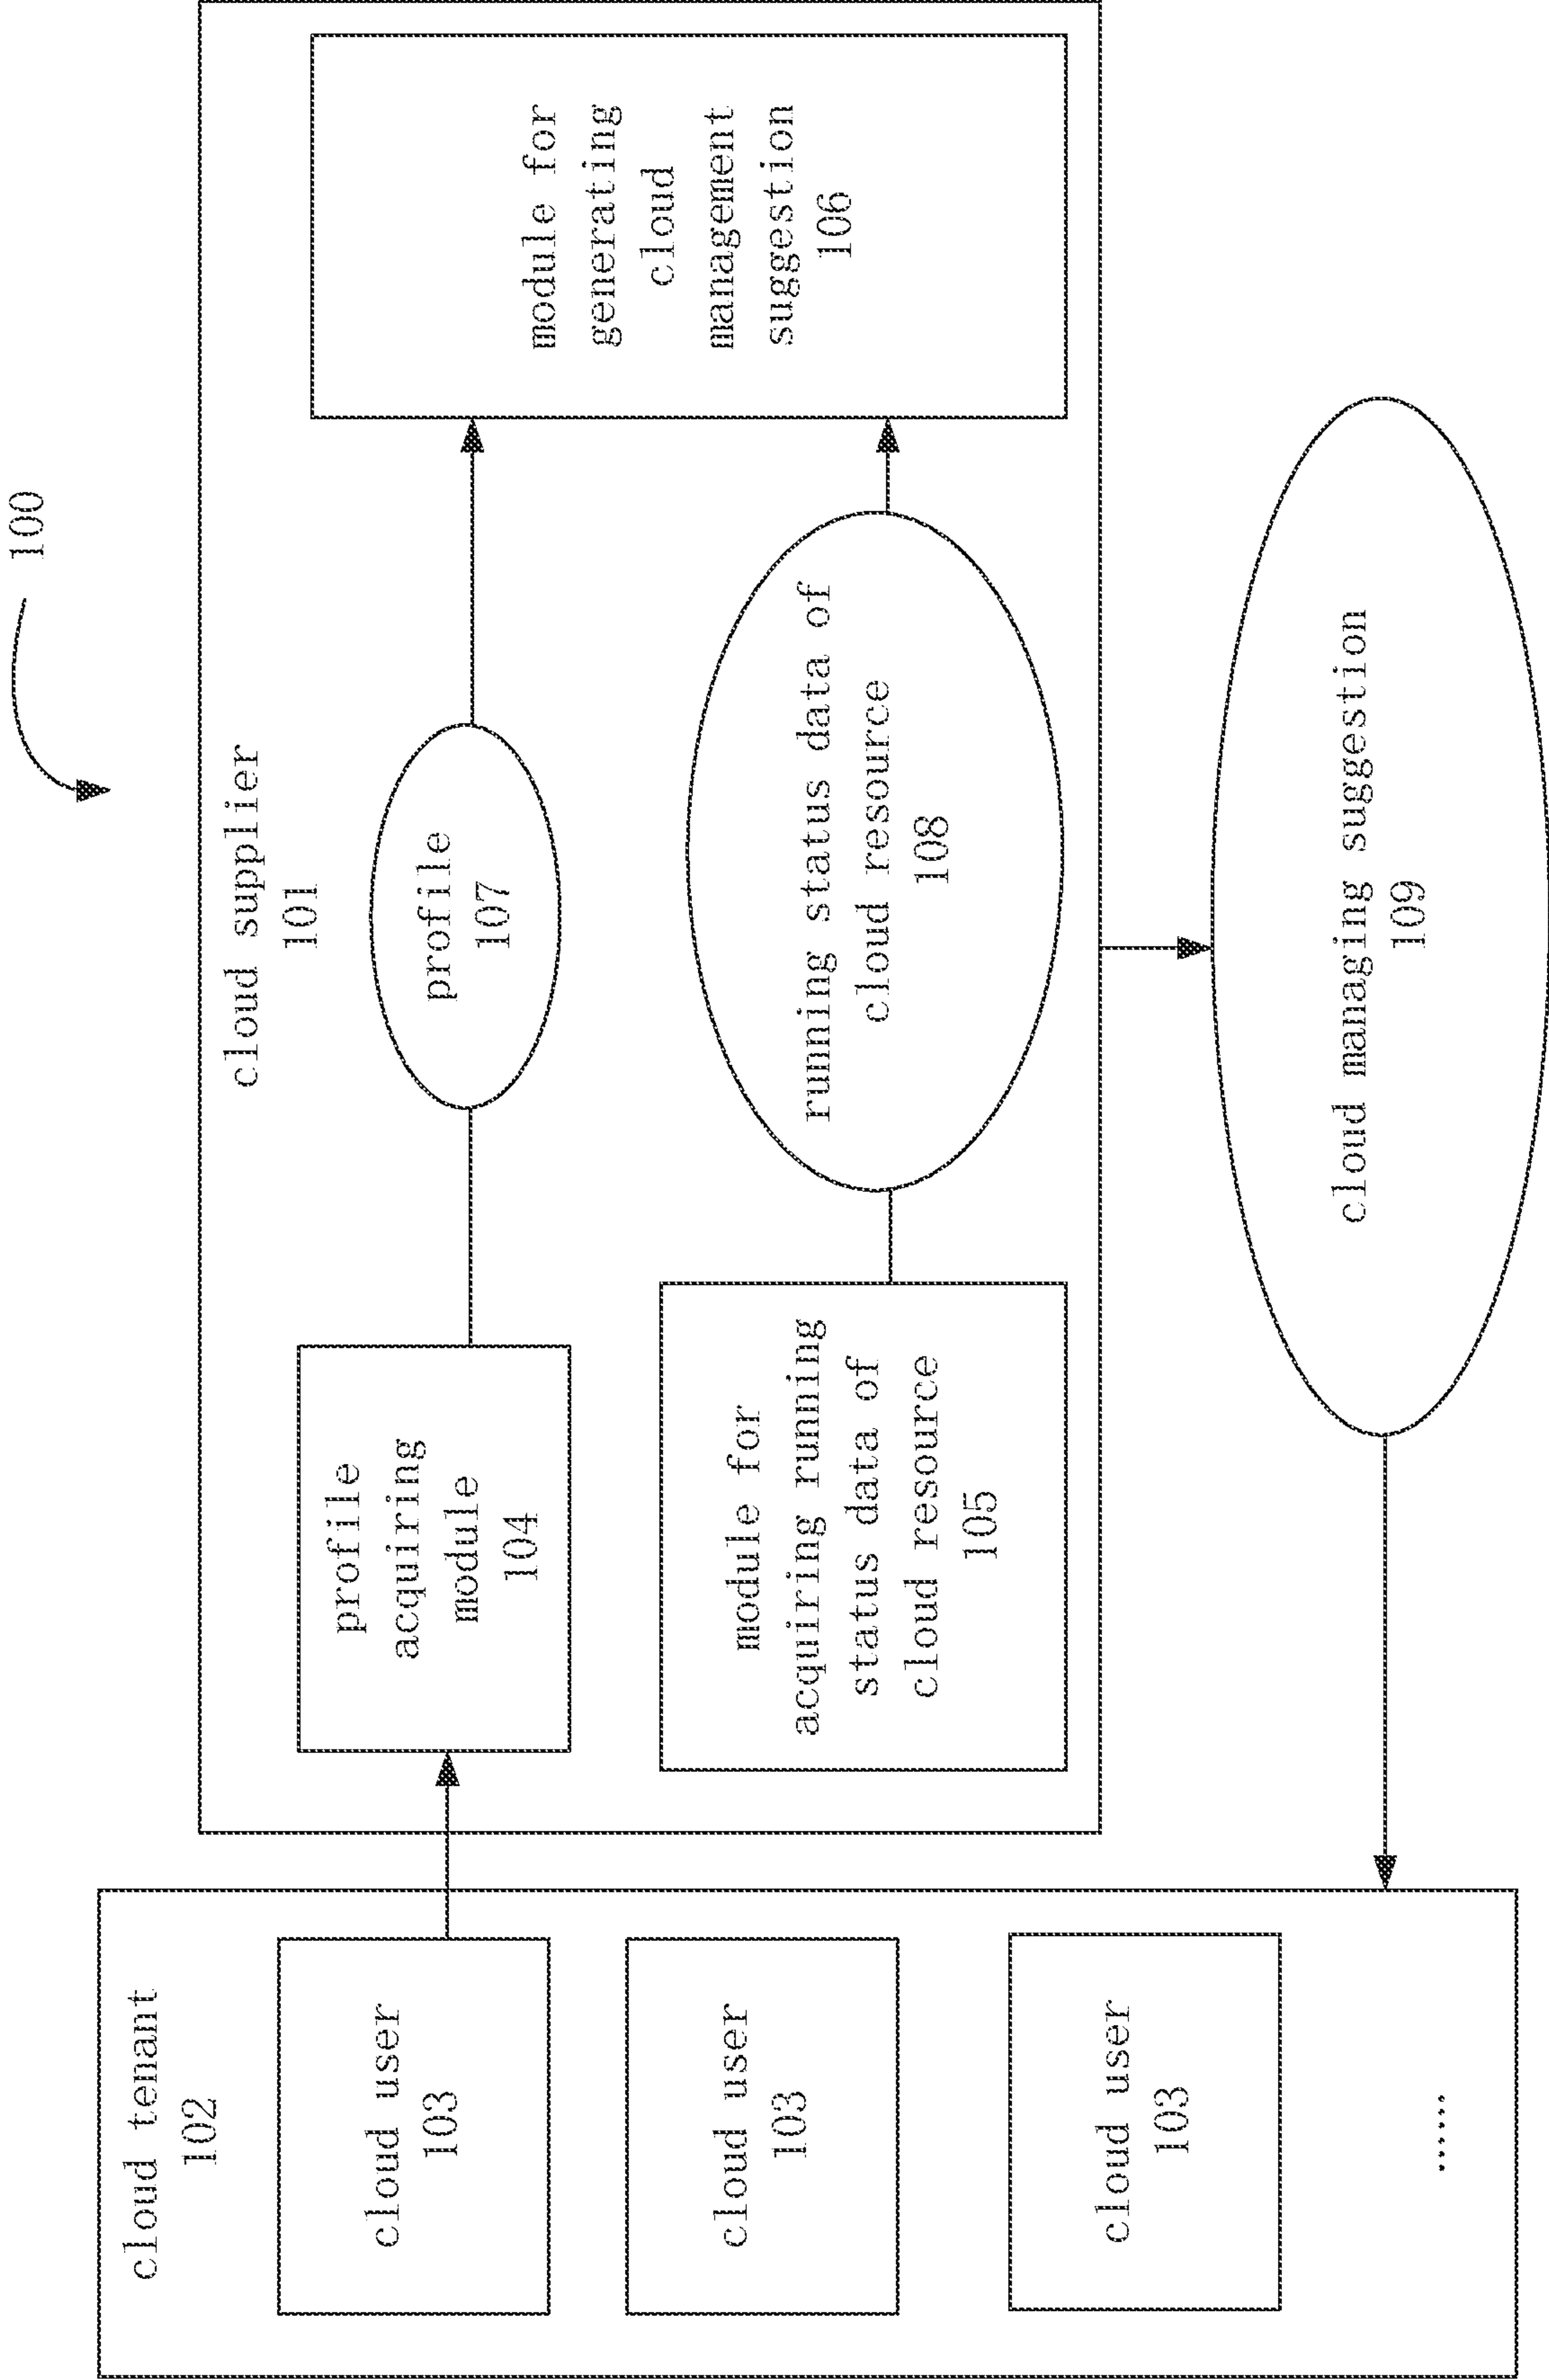 100
cloud tenant
102
cloud user
103
cloud user
103
cloud user
103
......
cloud supplier
101
profile
acquiring
module
104
profile
107
module for
acquiring running
status data of
cloud resource
105
running status data of
cloud resource
108
module for
generating
cloud
management
suggestion
106
cloud managing suggestion
109